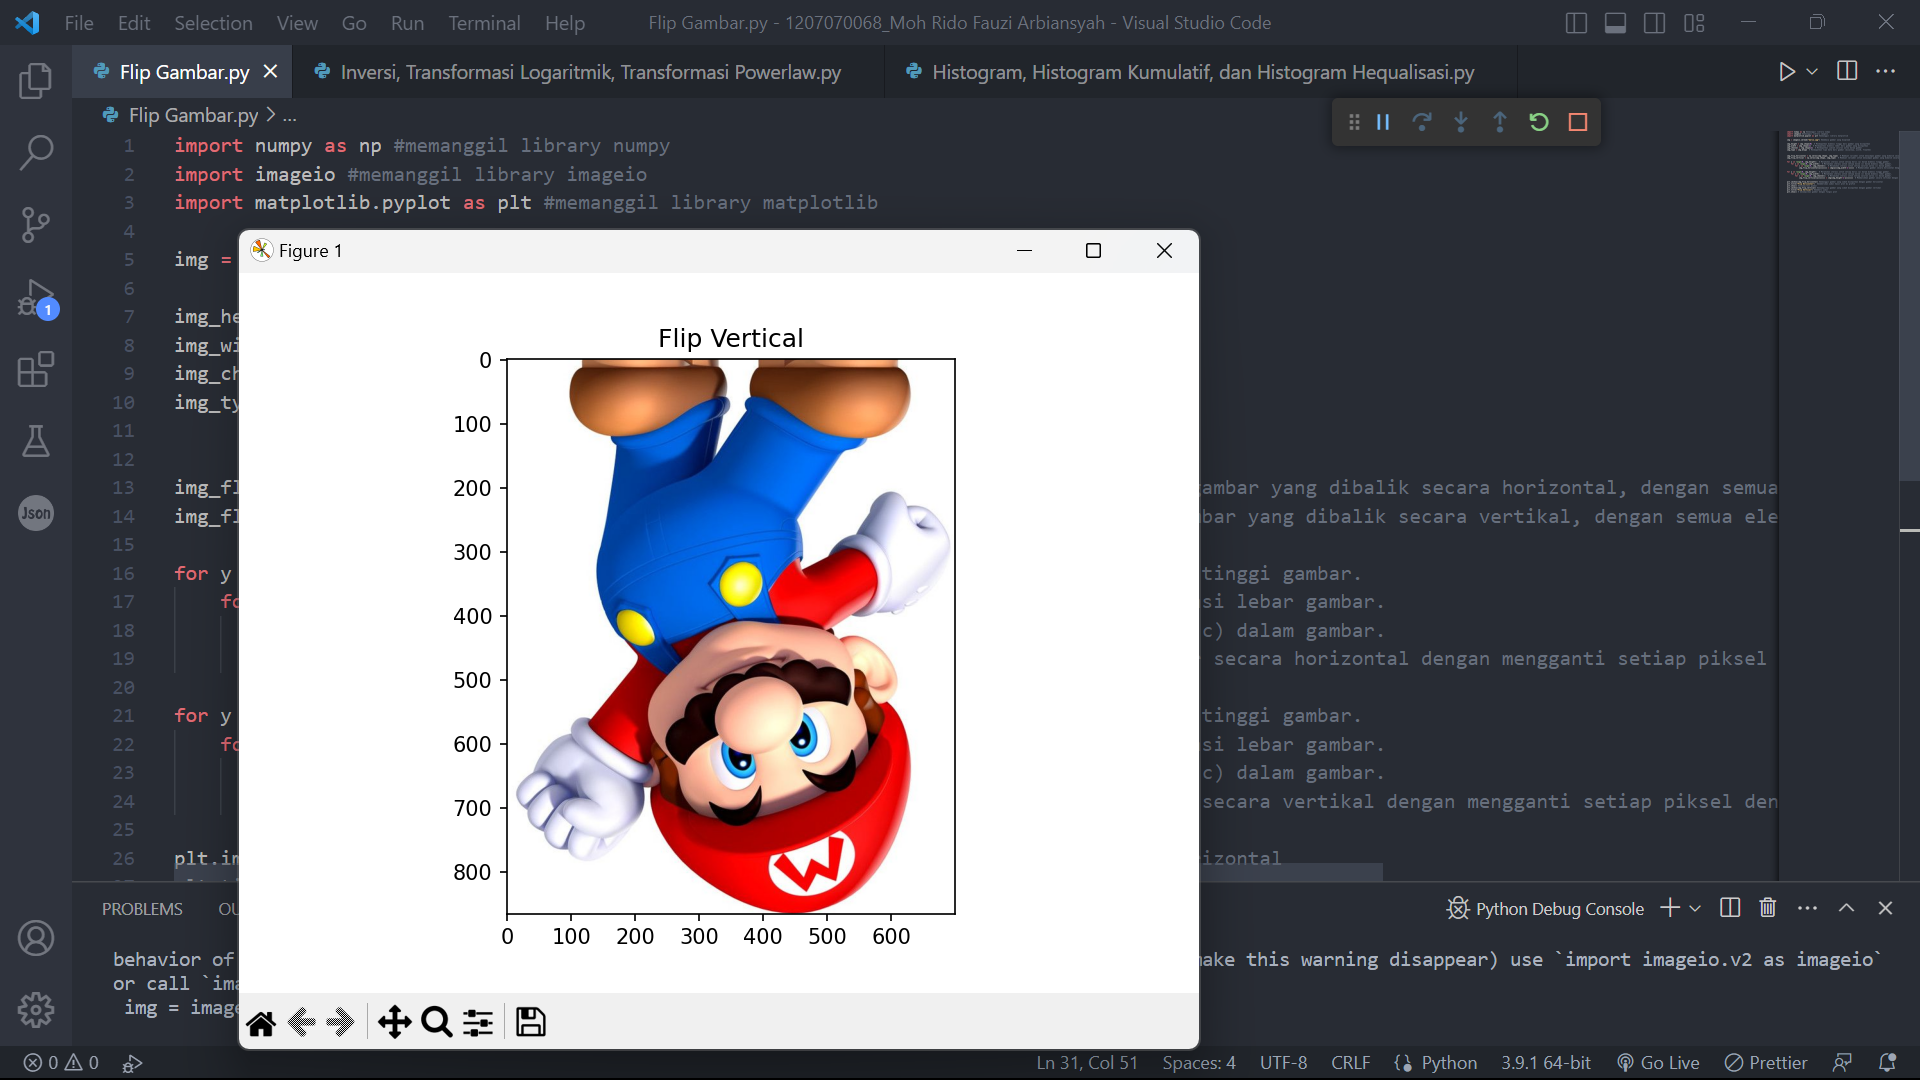 File Edit Selection View Go Run Terminal Help
Flip Gambar.py - 1207070068_Moh Rido Fauzi Arbiansyah - Visual Studio Code
Flip Gambar.py
Inversi, Transformasi Logaritmik, Transformasi Powerlaw.py
Histogram, Histogram Kumulatif, dan Histogram Hequalisasi.py
Flip Gambar.py > ...
1 import numpy as np #memanggil library numpy
2 import imageio #memanggil library imageio
3 import matplotlib.pyplot as plt #memanggil library matplotlib
4
5 img =
6
7 img_he
8 img_wi
9 img_ch
10 img_ty
11
12
13 img_fl ambar yang dibalik secara horizontal, dengan semua
14 img_fl bar yang dibalik secara vertikal, dengan semua ele
15
16 for y tinggi gambar.
17 fo si lebar gambar.
18 c) dalam gambar.
19 secara horizontal dengan mengganti setiap piksel
20
21 for y tinggi gambar.
22 fo si lebar gambar.
23 c) dalam gambar.
24 secara vertikal dengan mengganti setiap piksel den
25
26 plt.im izontal
Figure 1
Flip Vertical
0
100
200
300
400
500
600
700
800
0 100 200 300 400 500 600
M
1
Json
PROBLEMS OU
Python Debug Console
behavior of make this warning disappear) use `import imageio.v2 as imageio`
or call `ima
img = image
0 0
Ln 31, Col 51 Spaces: 4 UTF-8 CRLF Python 3.9.1 64-bit Go Live Prettier